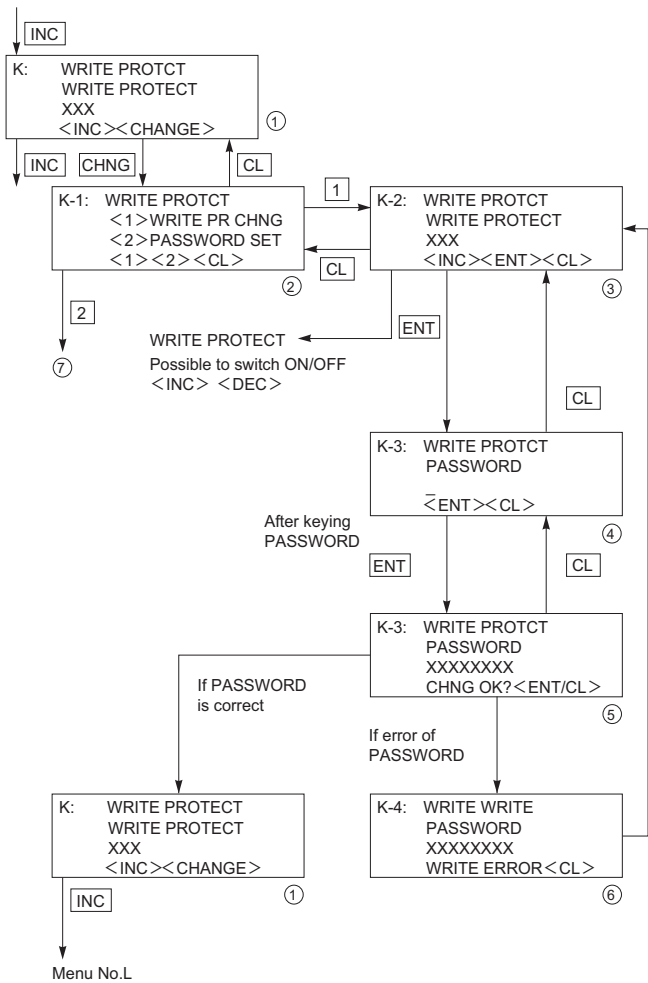 INC
K: WRITE PROTCT
WRITE PROTECT
XXX
<INC><CHANGE>
①
INC
CHNG
CL
K-1: WRITE PROTCT
<1>WRITE PR CHNG
<2>PASSWORD SET
<1><2><CL>
②
1
CL
K-2: WRITE PROTCT
WRITE PROTECT
XXX
<INC><ENT><CL>
③
2
⑦
WRITE PROTECT
Possible to switch ON/OFF
<INC> <DEC>
ENT
CL
K-3: WRITE PROTCT
PASSWORD
_
<ENT><CL>
④
After keying
PASSWORD
ENT
CL
K-3: WRITE PROTCT
PASSWORD
XXXXXXXX
CHNG OK?<ENT/CL>
⑤
If PASSWORD
is correct
If error of
PASSWORD
K: WRITE PROTECT
WRITE PROTECT
XXX
<INC><CHANGE>
①
K-4: WRITE WRITE
PASSWORD
XXXXXXXX
WRITE ERROR<CL>
⑥
INC
Menu No.L